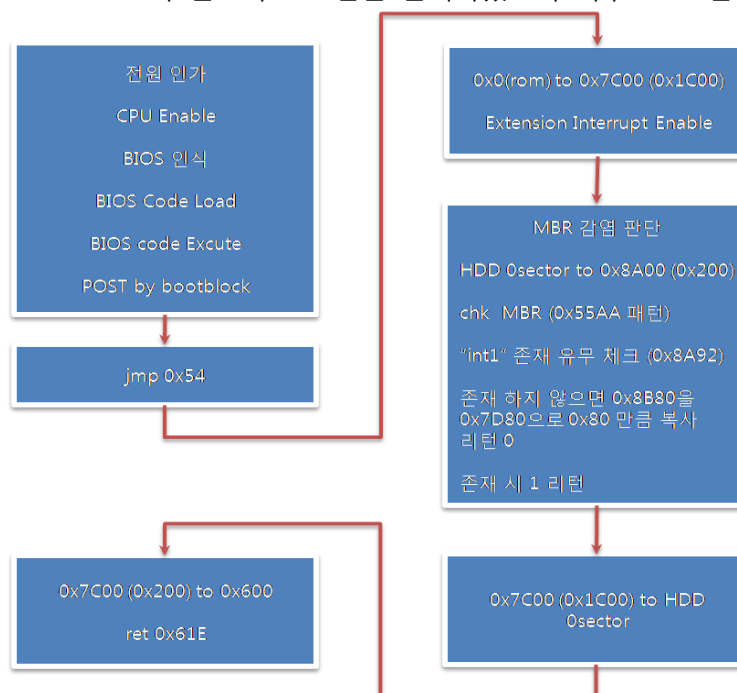 전원 인가
CPU Enable
BIOS 인식
BIOS Code Load
BIOS code Excute
POST by bootblock
jmp 0x54
0x0(rom) to 0x7C00 (0x1C00)
Extension Interrupt Enable
MBR 감염 판단
HDD 0sector to 0x8A00 (0x200)
chk MBR (0x55AA 패턴)
“int1” 존재 유무 체크 (0x8A92)
존재 하지 않으면 0x8B80을
0x7D80으로 0x80 만큼 복사
리턴 0
존재 시 1 리턴
0x7C00 (0x1C00) to HDD
0sector
0x7C00 (0x200) to 0x600
ret 0x61E